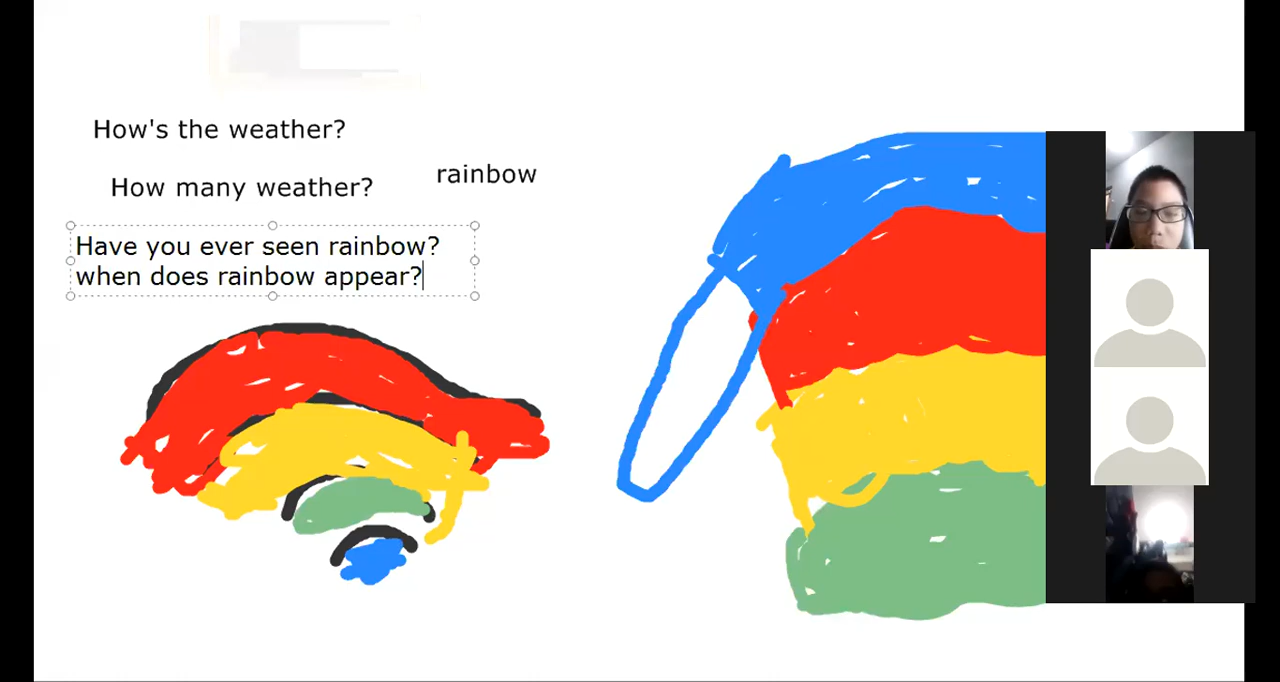 How's the weather?
rainbow
How many weather?
Have you ever seen rainbow?
when does rainbow appear?